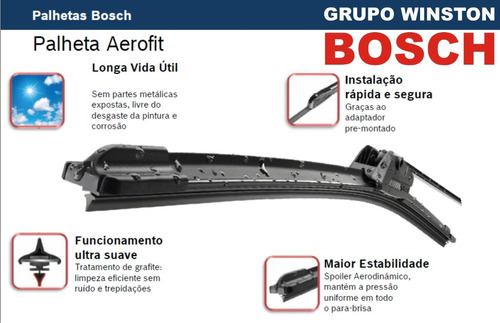 Palhetas Bosch
GRUPO WINSTON
BOSCH
Palheta Aerofit
Longa Vida Útil
Sem partes metálicas
expostas, livre do
desgaste da pintura e
corrosão
Instalação
rápida e segura
Graças ao
adaptador
pre-montado
Funcionamento
ultra suave
Tratamento de grafite:
limpeza eficiente sem
ruído e trepidações
Maior Estabilidade
Spoiler Aerodinámico,
mantém a pressão
uniforme em todo
o para-brisa